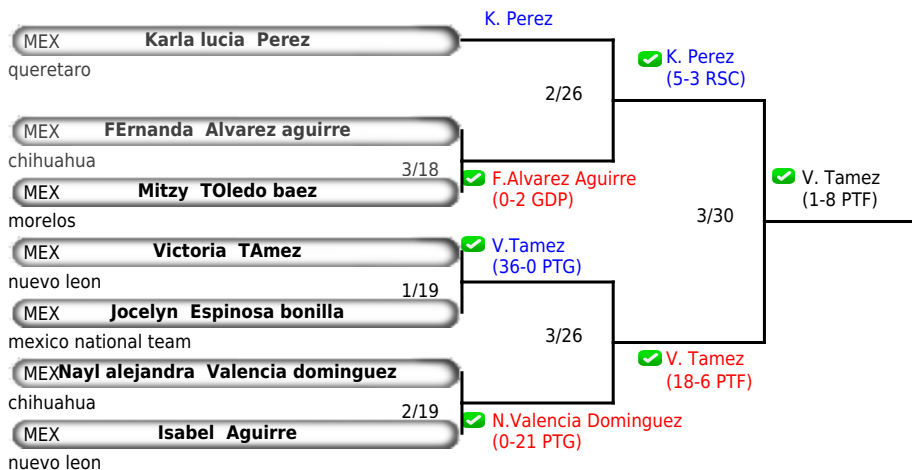 K. Perez
MEX Karla lucia Perez
queretaro
K. Perez
(5-3 RSC)
2/26
MEX FErnanda Alvarez aguirre
chihuahua
3/18
MEX Mitzy TOledo baez
morelos
F.Alvarez Aguirre
(0-2 GDP)
V. Tamez
(1-8 PTF)
3/30
MEX Victoria TAmez
nuevo leon
V.Tamez
(36-0 PTG)
1/19
MEX Jocelyn Espinosa bonilla
mexico national team
3/26
MEX Nayl alejandra Valencia dominguez
chihuahua
V. Tamez
(18-6 PTF)
2/19
MEX Isabel Aguirre
nuevo leon
N.Valencia Dominguez
(0-21 PTG)